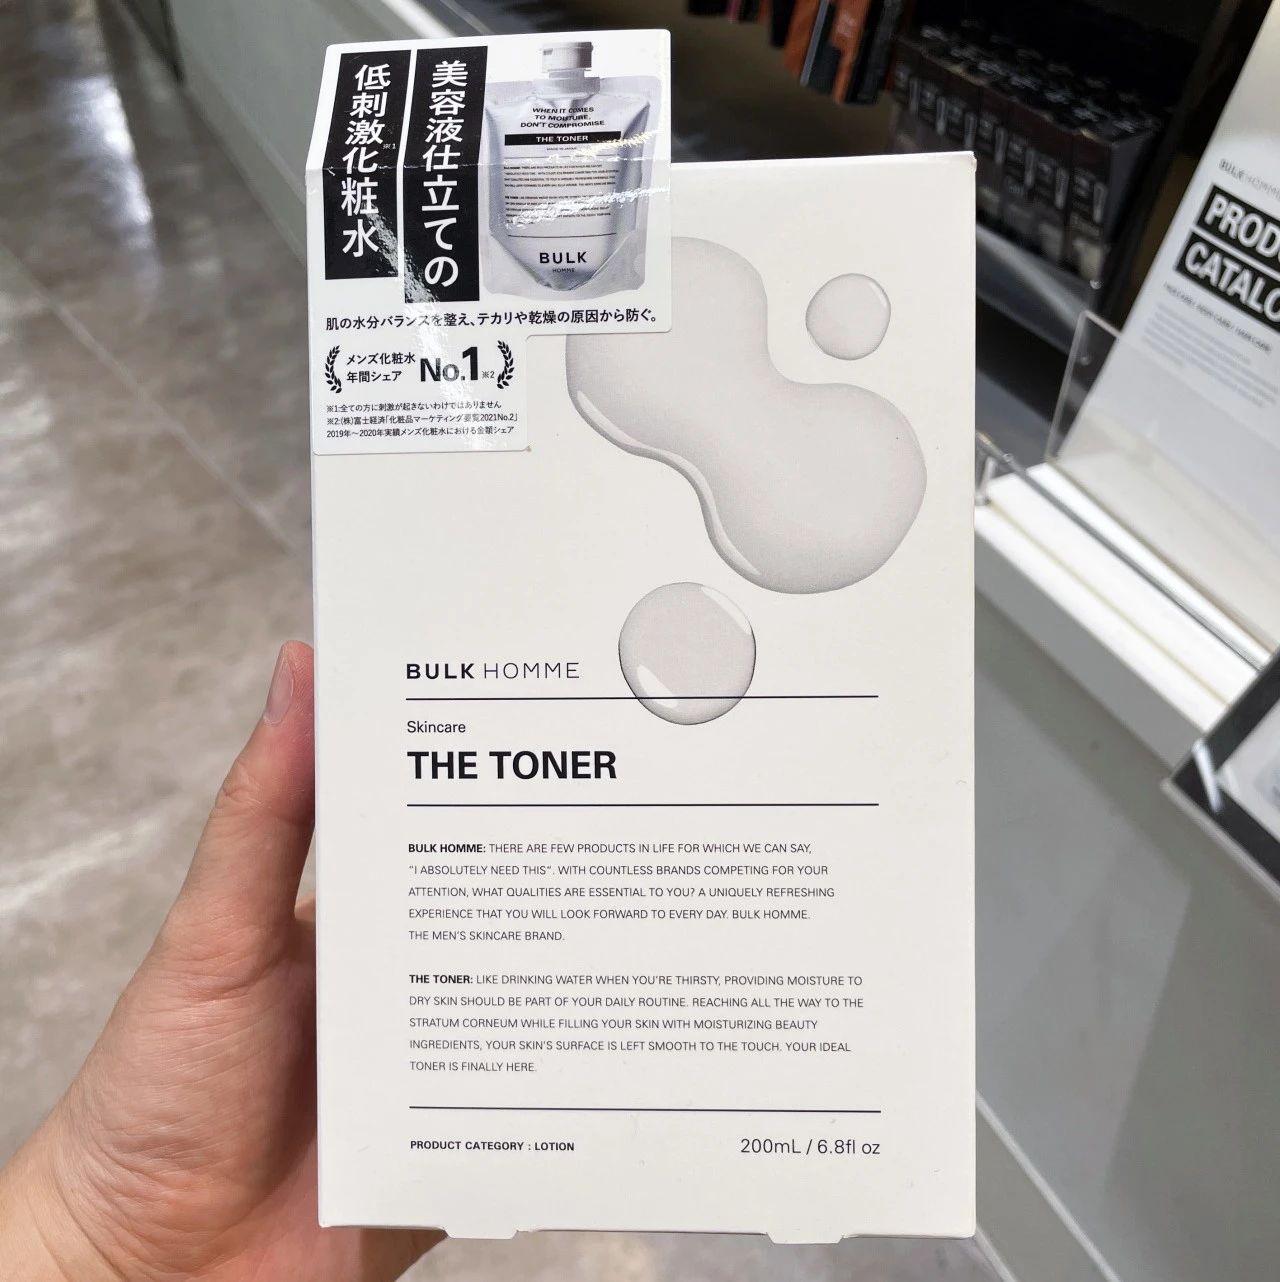 美容液仕立ての
低刺激化粧水※1
WHEN IT COMES
TO MOISTURE,
DON'T COMPROMISE
THE TONER
MADE IN JAPAN
BULK
HOMME
肌の水分バランスを整え、テカリや乾燥の原因から防ぐ。
メンズ化粧水
年間シェア
No.1※2
※1:全ての方に刺激が起きないわけではありません
※2:(株)富士経済「化粧品マーケティング要覧2021No.2」
2019年〜2020年実績メンズ化粧水における金額シェア
BULK HOMME
Skincare
THE TONER
BULK HOMME: THERE ARE FEW PRODUCTS IN LIFE FOR WHICH WE CAN SAY,
"I ABSOLUTELY NEED THIS". WITH COUNTLESS BRANDS COMPETING FOR YOUR
ATTENTION, WHAT QUALITIES ARE ESSENTIAL TO YOU? A UNIQUELY REFRESHING
EXPERIENCE THAT YOU WILL LOOK FORWARD TO EVERY DAY. BULK HOMME.
THE MEN'S SKINCARE BRAND.
THE TONER: LIKE DRINKING WATER WHEN YOU'RE THIRSTY, PROVIDING MOISTURE TO
DRY SKIN SHOULD BE PART OF YOUR DAILY ROUTINE. REACHING ALL THE WAY TO THE
STRATUM CORNEUM WHILE FILLING YOUR SKIN WITH MOISTURIZING BEAUTY
INGREDIENTS, YOUR SKIN'S SURFACE IS LEFT SMOOTH TO THE TOUCH. YOUR IDEAL
TONER IS FINALLY HERE.
PRODUCT CATEGORY : LOTION
200mL / 6.8fl oz
BULK HOMME
PRODU
CATALO